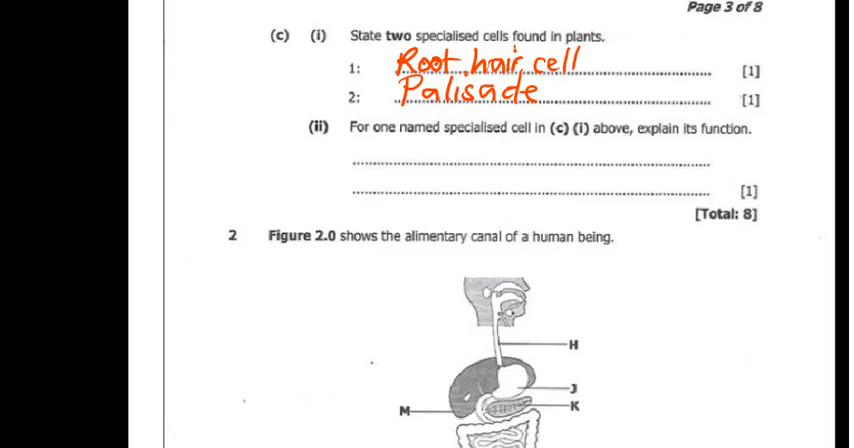 Page 3 of 8
(c) (i) State two specialised cells found in plants.
1: Root hair cell [1]
2: Palisade [1]
(ii) For one named specialised cell in (c) (i) above, explain its function.
[1]
[Total: 8]
2 Figure 2.0 shows the alimentary canal of a human being.
H
J
K
M